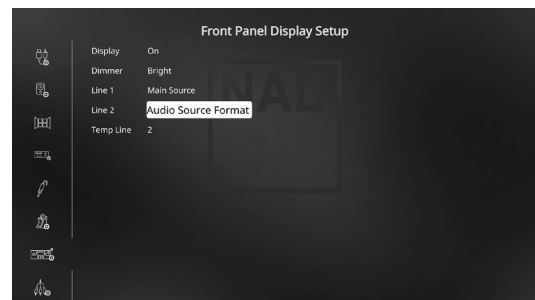 Front Panel Display Setup
Display On
Dimmer Bright
Line 1 Main Source
Line 2 Audio Source Format
Temp Line 2
NAD